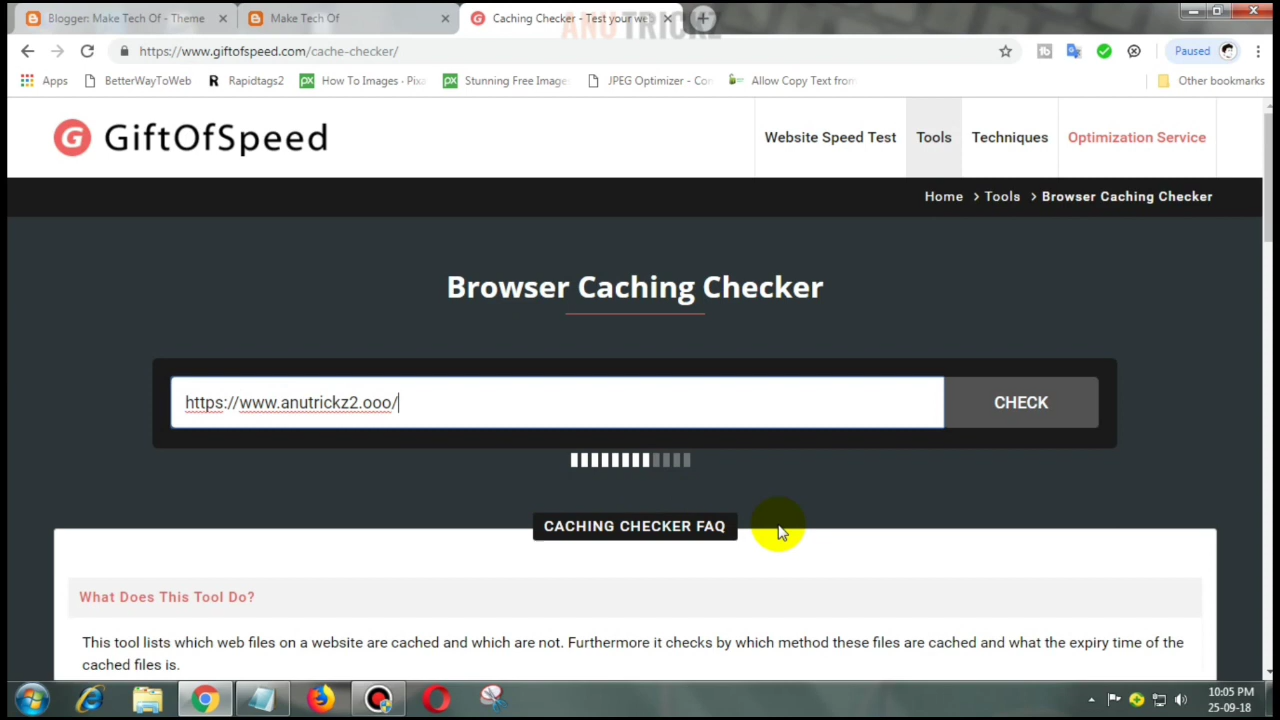 Blogger: Make Tech Of - Theme
Make Tech Of
Caching Checker - Test your we
ANUTRICKZ
https://www.giftofspeed.com/cache-checker/
Paused
Apps
BetterWayToWeb
Rapidtags2
How To Images · Pixa
Stunning Free Image
JPEG Optimizer - Con
Allow Copy Text from
Other bookmarks
G GiftOfSpeed
Website Speed Test
Tools
Techniques
Optimization Service
Home > Tools > Browser Caching Checker
Browser Caching Checker
https://www.anutrickz2.ooo/
CHECK
CACHING CHECKER FAQ
What Does This Tool Do?
This tool lists which web files on a website are cached and which are not. Furthermore it checks by which method these files are cached and what the expiry time of the
cached files is.
10:05 PM
25-09-18